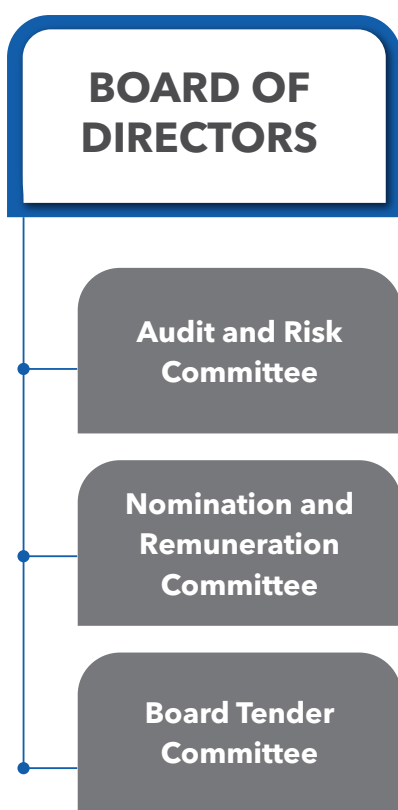 BOARD OF
DIRECTORS
Audit and Risk
Committee
Nomination and
Remuneration
Committee
Board Tender
Committee